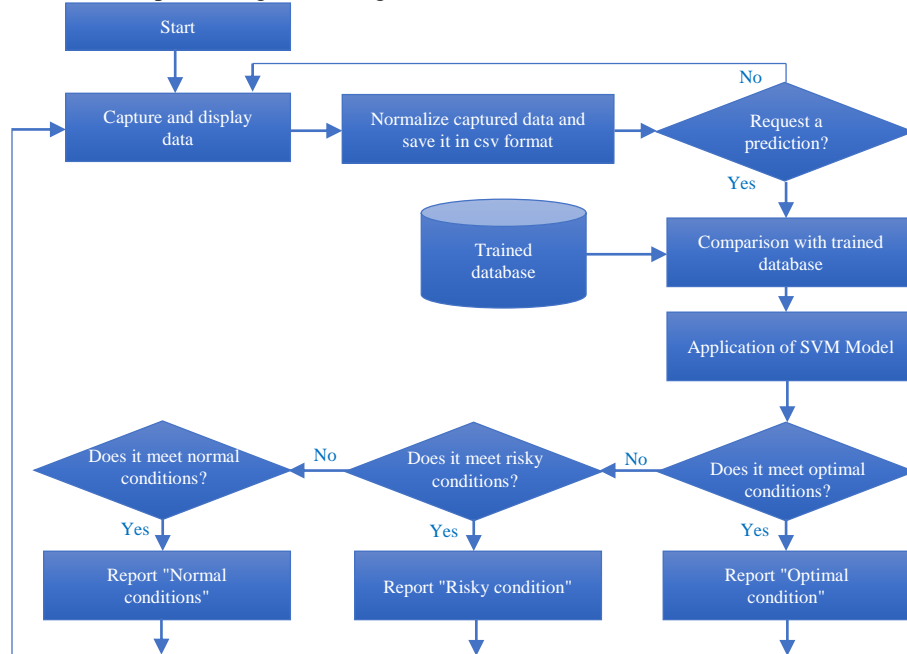 Start
No
Capture and display
data
Normalize captured data and
save it in csv format
Request a
prediction?
Yes
Trained
database
Comparison with trained
database
Application of SVM Model
Does it meet normal
conditions?
No
Does it meet risky
conditions?
No
Does it meet optimal
conditions?
Yes
Yes
Yes
Report "Normal
conditions"
Report "Risky condition"
Report "Optimal
condition"